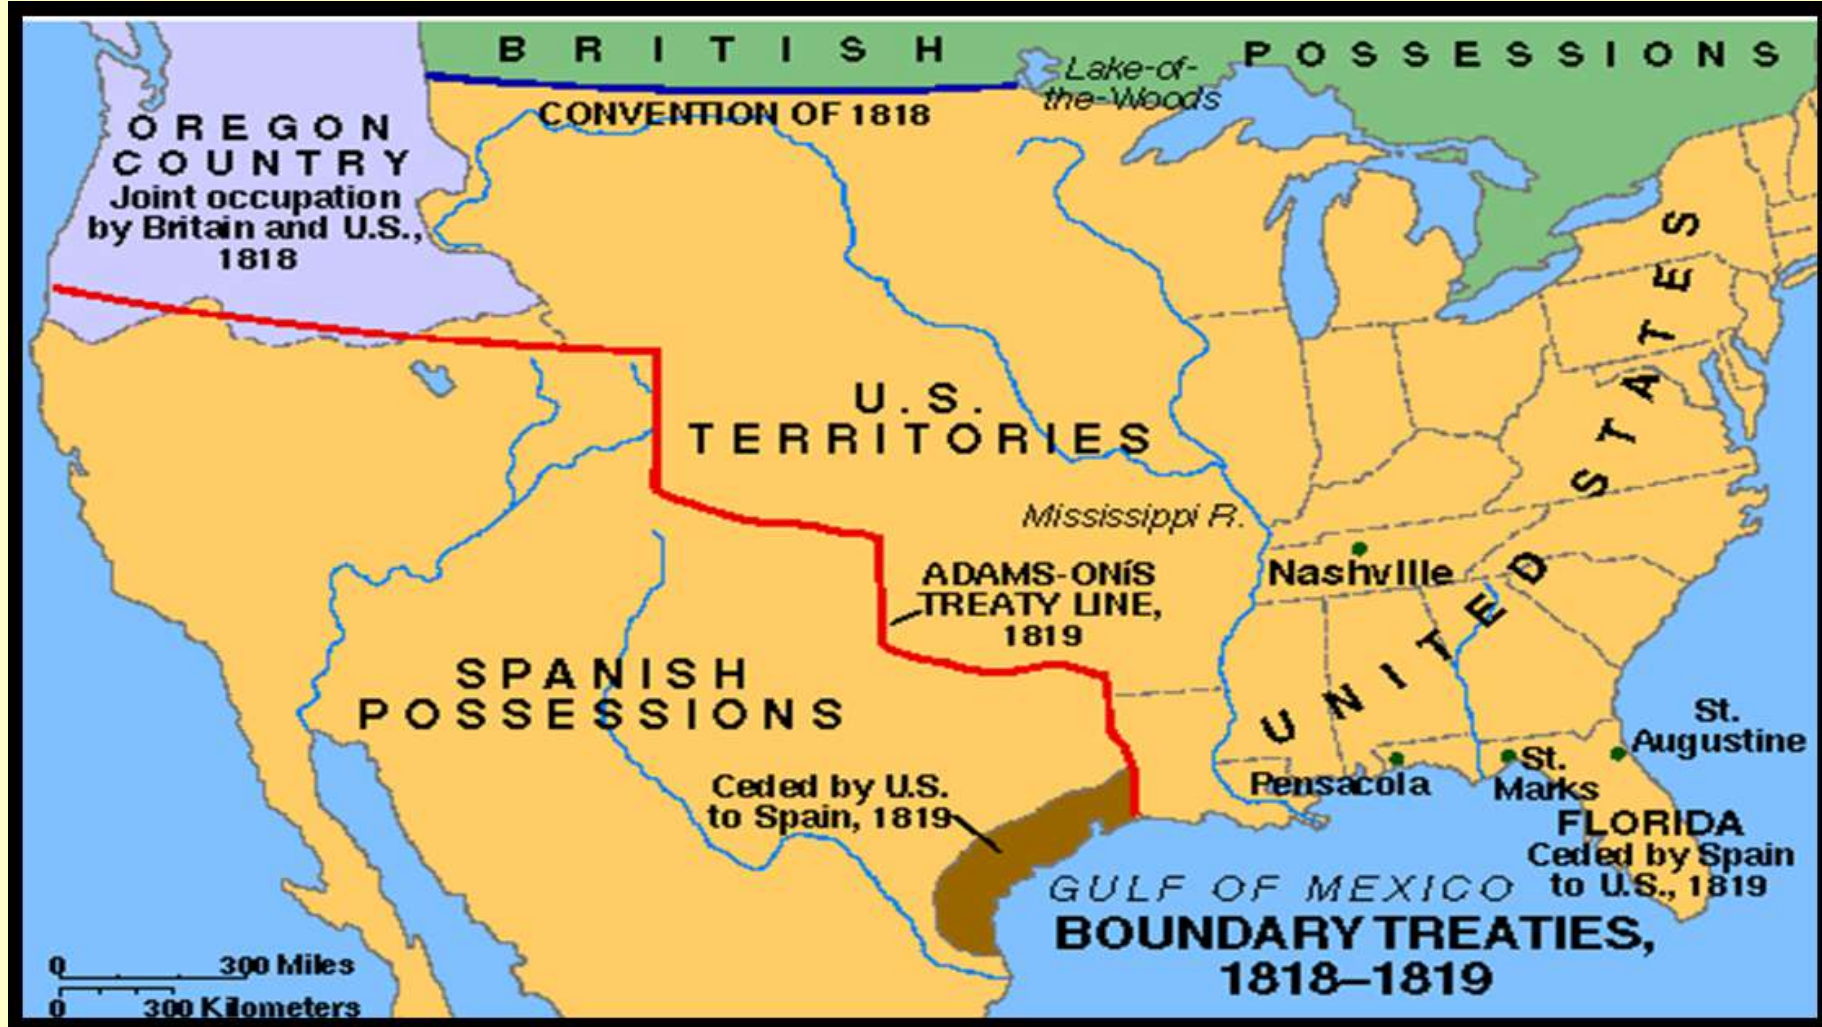 BRITISH POSSESSIONS
Lake-of-
the-Woods
CONVENTION OF 1818
OREGON
COUNTRY
Joint occupation
by Britain and U.S.,
1818
U.S.
TERRITORIES
Mississippi R.
ADAMS-ONíS
TREATY LINE,
1819
Nashville
UNITED STATES
SPANISH
POSSESSIONS
St.
Augustine
Pensacola
St.
Marks
Ceded by U.S.
to Spain, 1819
FLORIDA
Ceded by Spain
to U.S., 1819
GULF OF MEXICO
BOUNDARY TREATIES,
1818–1819
0 300 Miles
0 300 Kilometers